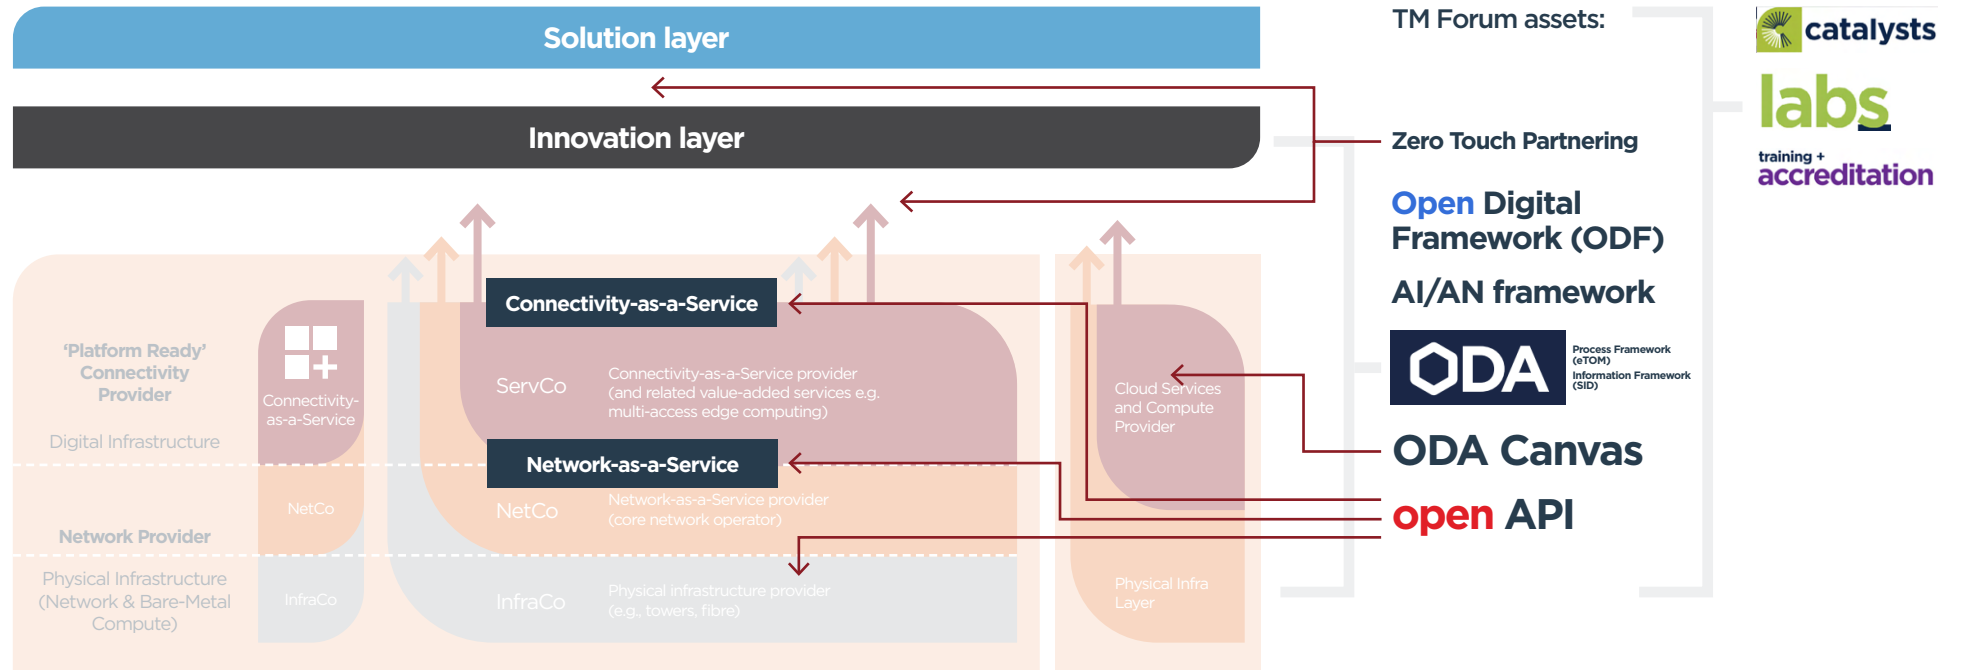 Solution layer
Innovation layer
TM Forum assets:
catalysts
labs
training +
accreditation
Zero Touch Partnering
Open Digital
Framework (ODF)
AI/AN framework
ODA
Process Framework
(eTOM)
Information Framework
(SID)
ODA Canvas
open API
‘Platform Ready’
Connectivity
Provider
Digital Infrastructure
Network Provider
Physical Infrastructure
(Network & Bare-Metal
Compute)
Connectivity-
as-a-Service
NetCo
InfraCo
Connectivity-as-a-Service
ServCo
Connectivity-as-a-Service provider
(and related value-added services e.g.
multi-access edge computing)
Network-as-a-Service
NetCo
Network-as-a-Service provider
(core network operator)
InfraCo
Physical infrastructure provider
(e.g., towers, fibre)
Cloud Services
and Compute
Provider
Physical Infra
Layer